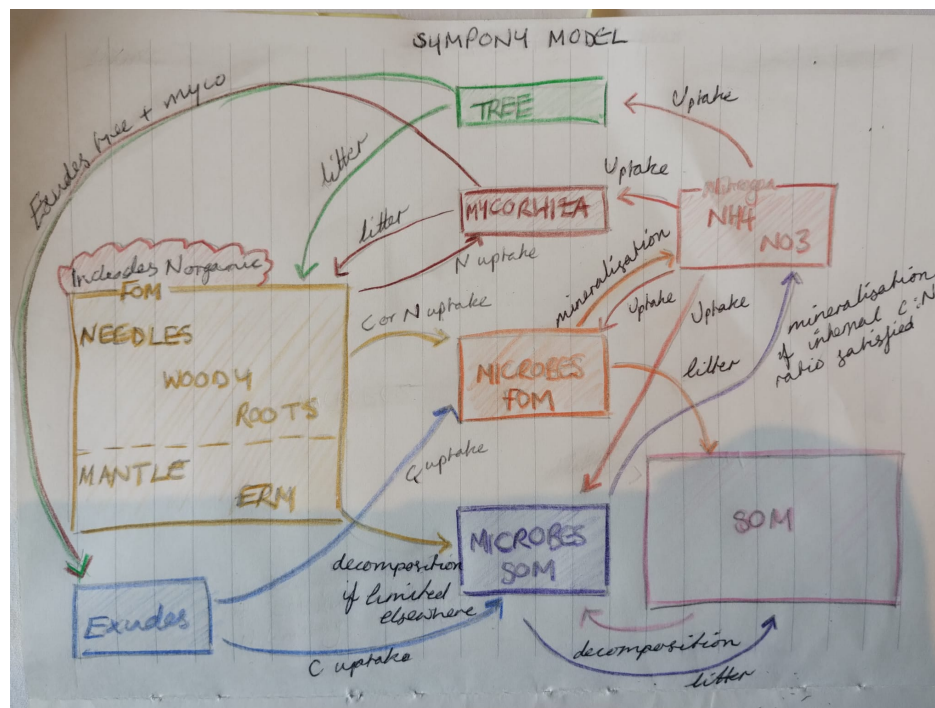 SYMPONY MODEL
Exudes tree + myco
TREE
Uptake
litter
Uptake
Nitrogen
NH4
NO3
MYCORHIZA
litter
N uptake
Includes Norganic
FOM
NEEDLES
WOODY
ROOTS
MANTLE
ERM
C or N uptake
mineralisation
Uptake
Uptake
mineralisation
if internal C:N
ratio satisfied
MICROBES
FOM
litter
C uptake
SOM
MICROBES
SOM
decomposition
if limited
elsewhere
Exudes
C uptake
decomposition
litter